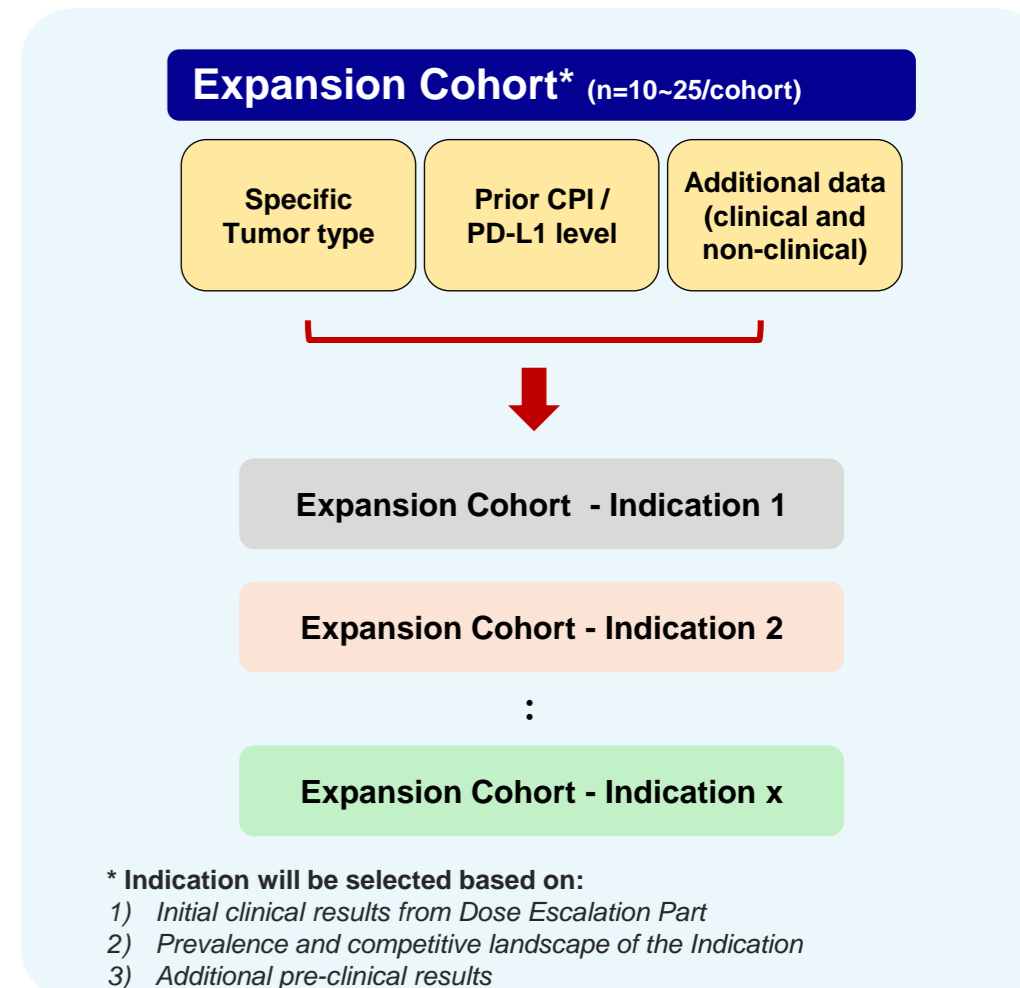 Expansion Cohort* (n=10~25/cohort)
Specific
Tumor type
Prior CPI /
PD-L1 level
Additional data
(clinical and
non-clinical)
Expansion Cohort - Indication 1
Expansion Cohort - Indication 2
:
Expansion Cohort - Indication x
* Indication will be selected based on:
1) Initial clinical results from Dose Escalation Part
2) Prevalence and competitive landscape of the Indication
3) Additional pre-clinical results